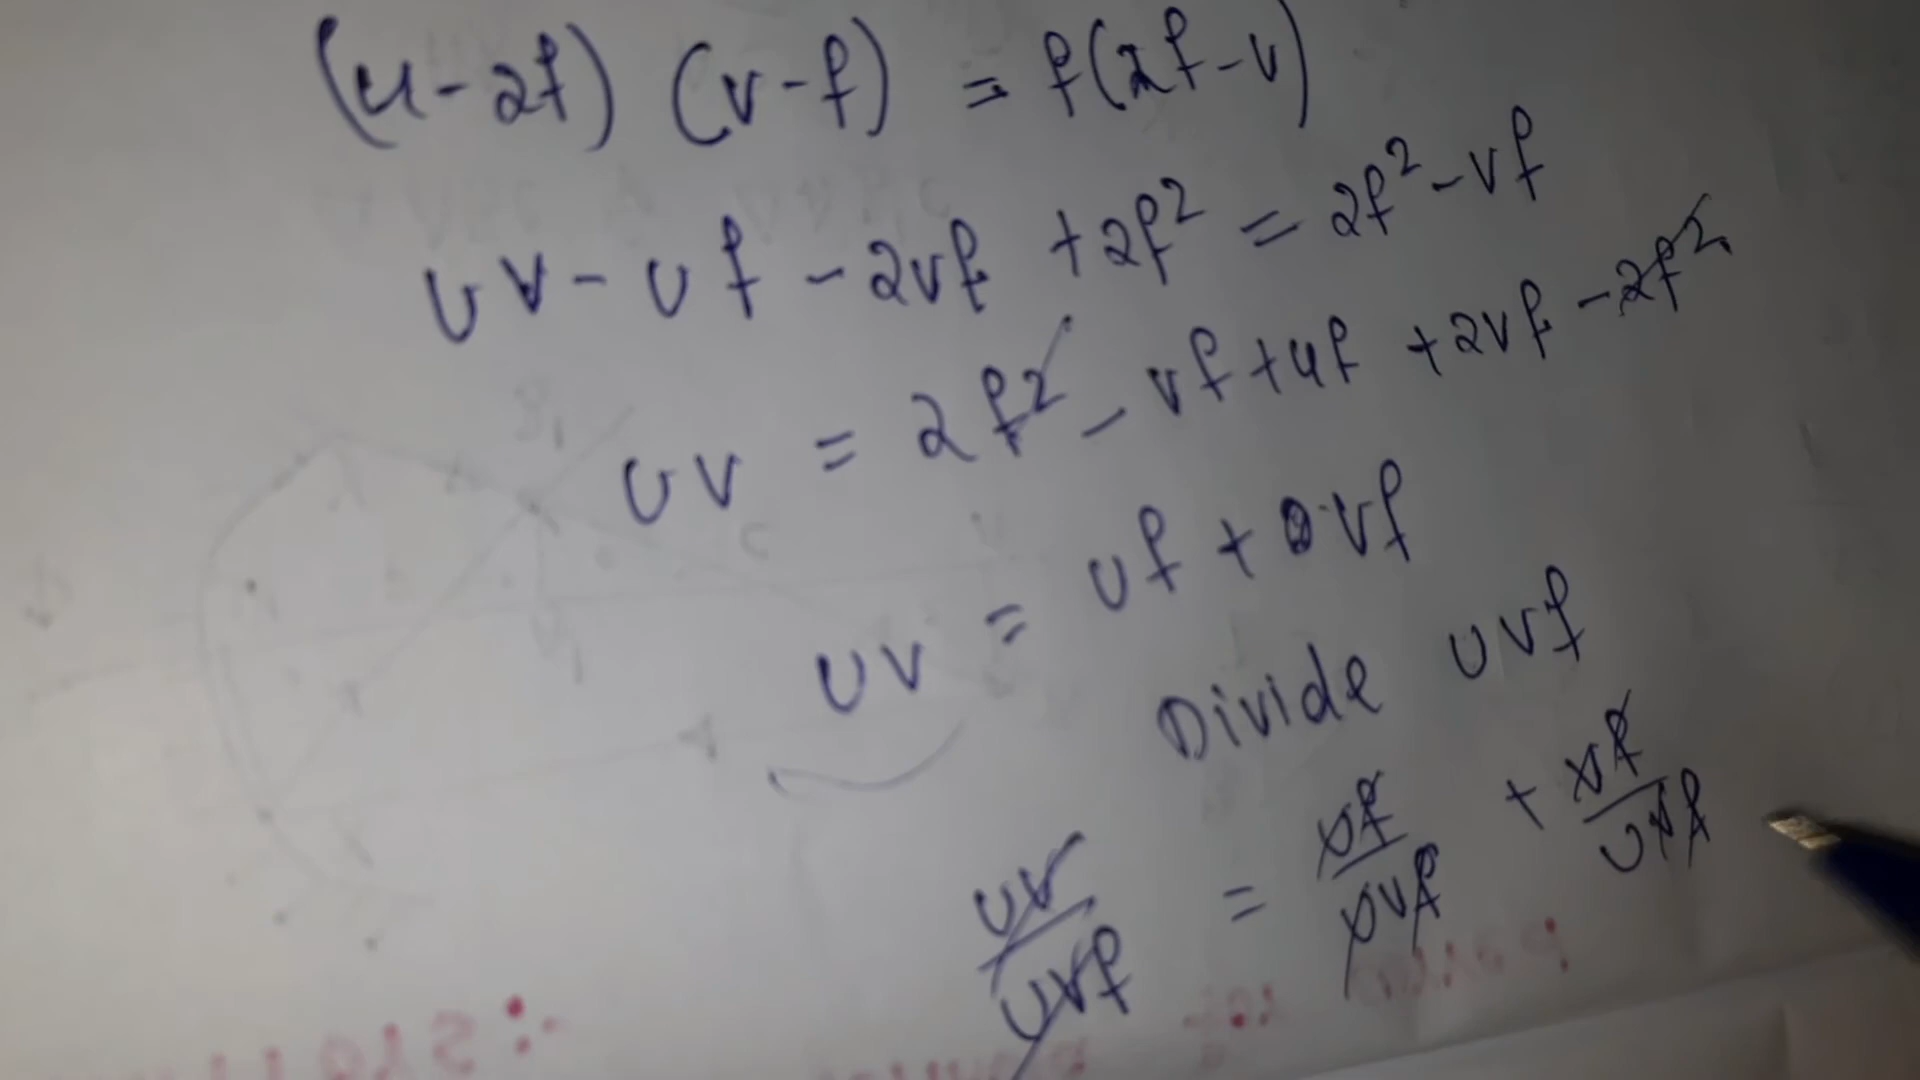 (u-2f) (v-f) = f(2f-v)
uv - uf - 2vf + 2f² = 2f² - vf
uv = 2f² - vf + uf + 2vf - 2f²
uv = uf + vf
Divide uvf
uv/uvf = uf/uvf + vf/uvf